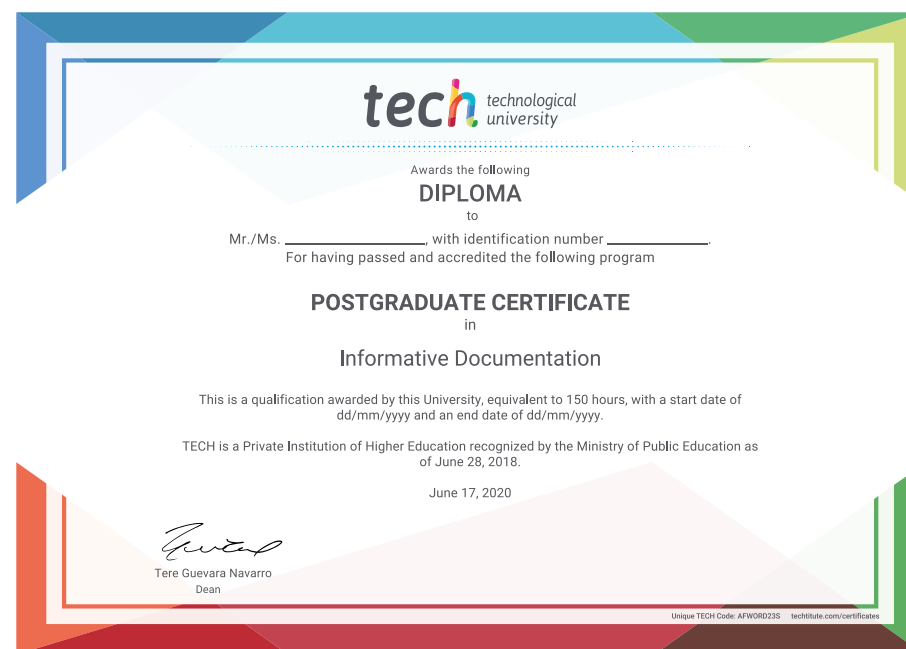 tech technological
university
Awards the following
DIPLOMA
to
Mr./Ms. ____________, with identification number ____________.
For having passed and accredited the following program
POSTGRADUATE CERTIFICATE
in
Informative Documentation
This is a qualification awarded by this University, equivalent to 150 hours, with a start date of
dd/mm/yyyy and an end date of dd/mm/yyyy.
TECH is a Private Institution of Higher Education recognized by the Ministry of Public Education as
of June 28, 2018.
June 17, 2020
Tere Guevara Navarro
Dean
Unique TECH Code: AFWORD23S techtitute.com/certificates